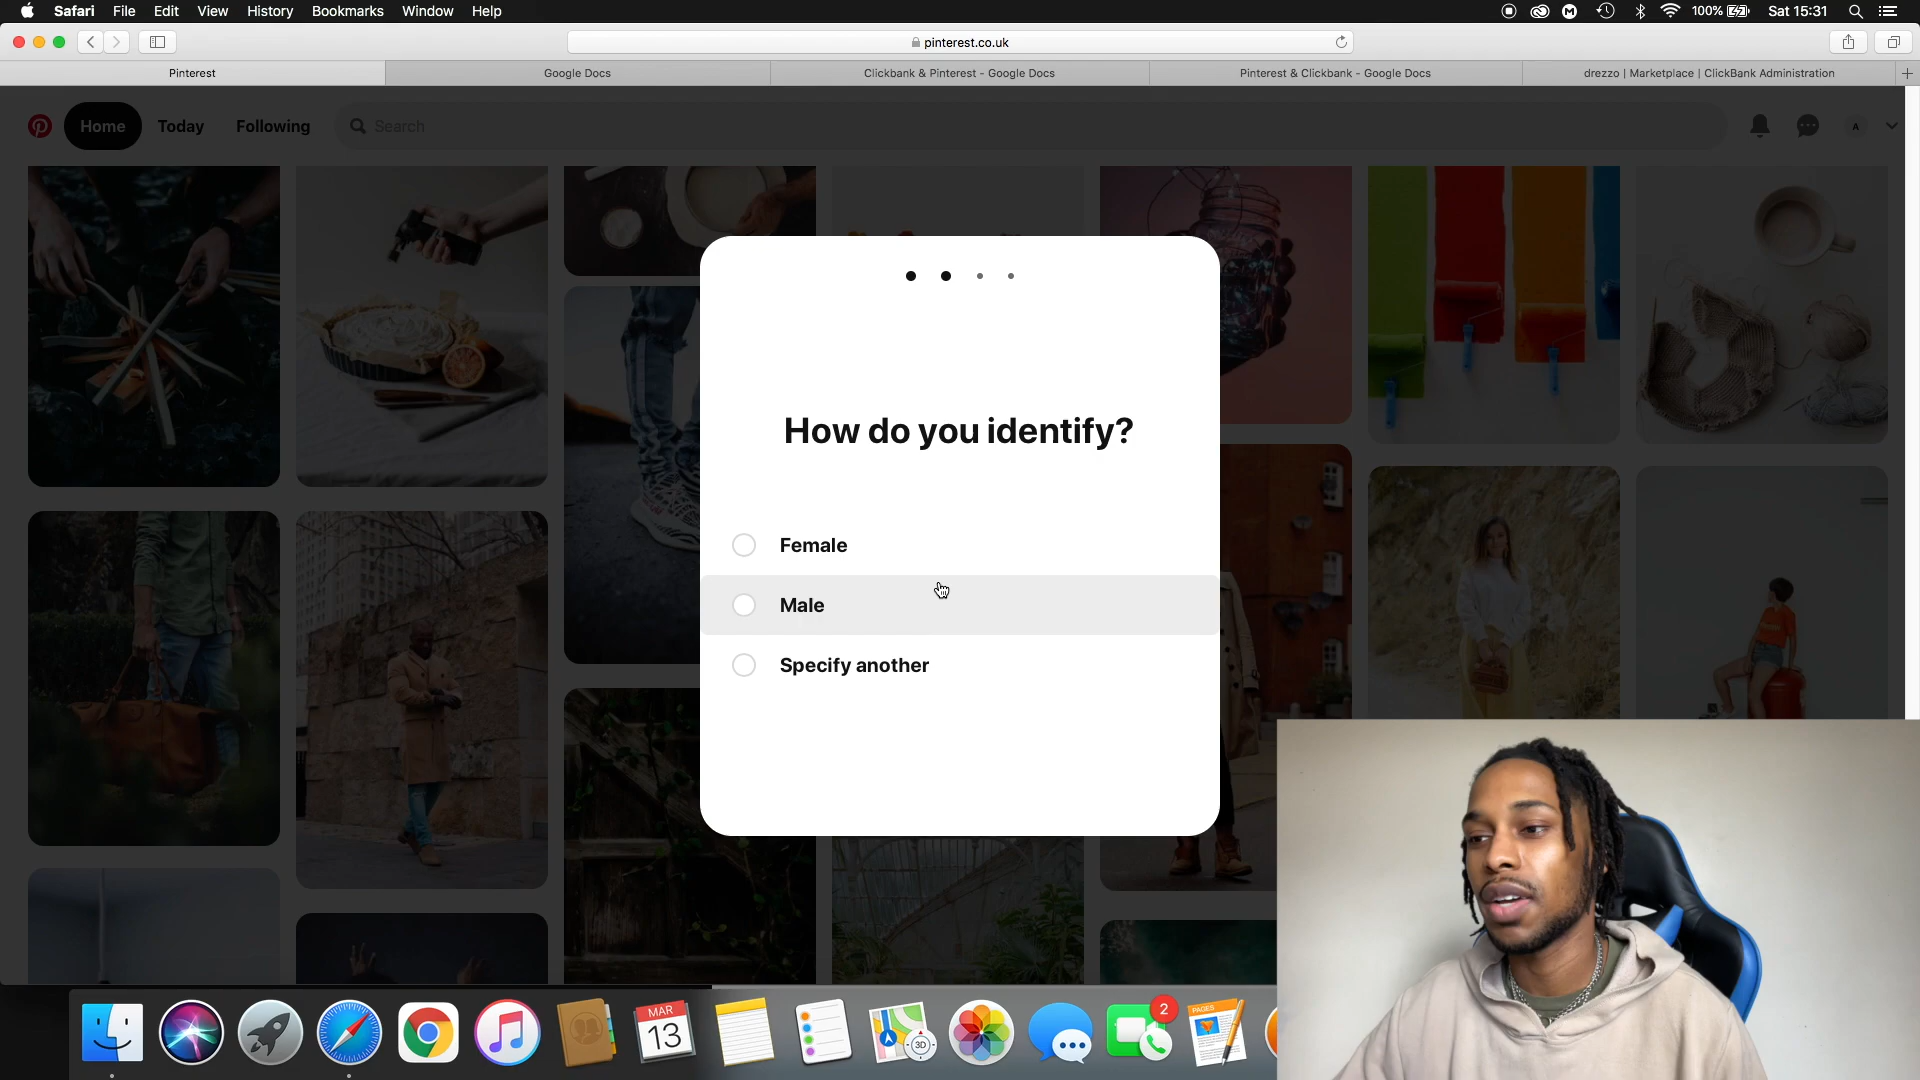 Safari File Edit View History Bookmarks Window Help 100% Sat 15:31
pinterest.co.uk
Pinterest Google Docs Clickbank & Pinterest - Google Docs Pinterest & Clickbank - Google Docs drezzo | Marketplace | ClickBank Administration
Home Today Following Search A
How do you identify?
Female
Male
Specify another
MAR
13
3D
2
PAGES